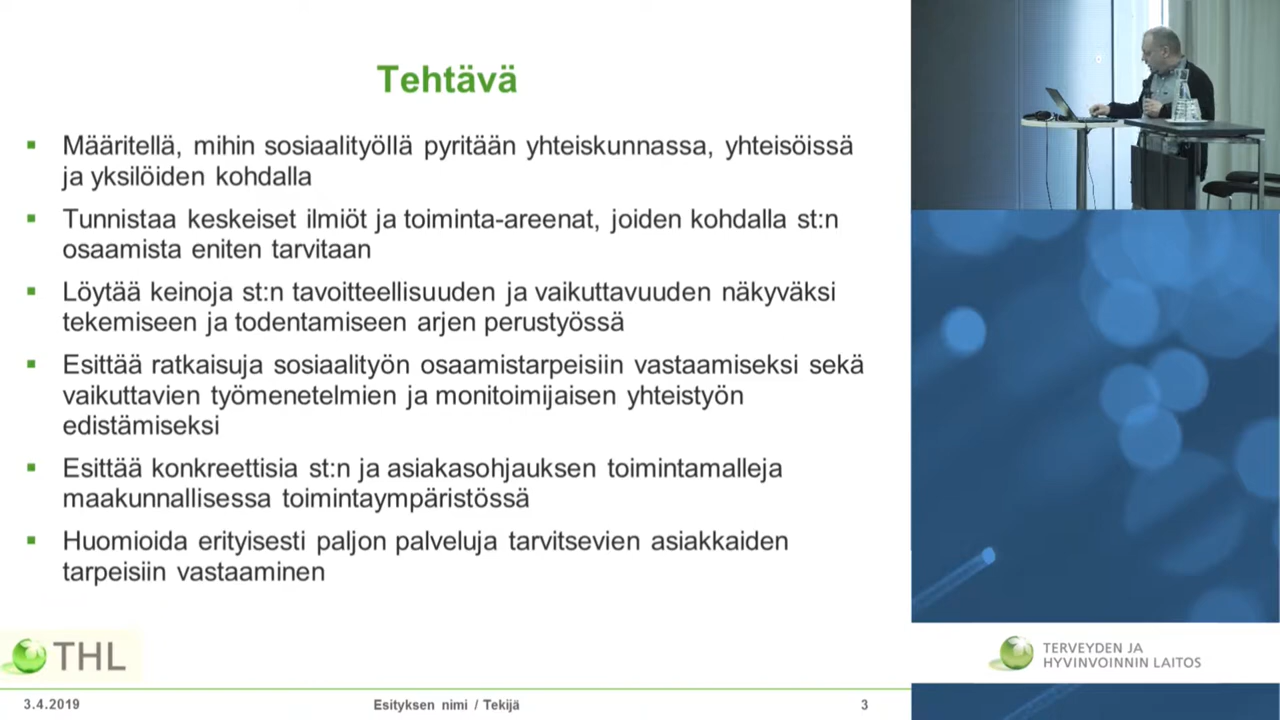 Tehtävä
Määritellä, mihin sosiaalityöllä pyritään yhteiskunnassa, yhteisöissä
ja yksilöiden kohdalla
Tunnistaa keskeiset ilmiöt ja toiminta-areenat, joiden kohdalla st:n
osaamista eniten tarvitaan
Löytää keinoja st:n tavoitteellisuuden ja vaikuttavuuden näkyväksi
tekemiseen ja todentamiseen arjen perustyössä
Esittää ratkaisuja sosiaalityön osaamistarpeisiin vastaamiseksi sekä
vaikuttavien työmenetelmien ja monitoimijaisen yhteistyön
edistämiseksi
Esittää konkreettisia st:n ja asiakasohjauksen toimintamalleja
maakunnallisessa toimintaympäristössä
Huomioida erityisesti paljon palveluja tarvitsevien asiakkaiden
tarpeisiin vastaaminen
THL
3.4.2019
Esityksen nimi / Tekijä
3
TERVEYDEN JA
HYVINVOINNIN LAITOS